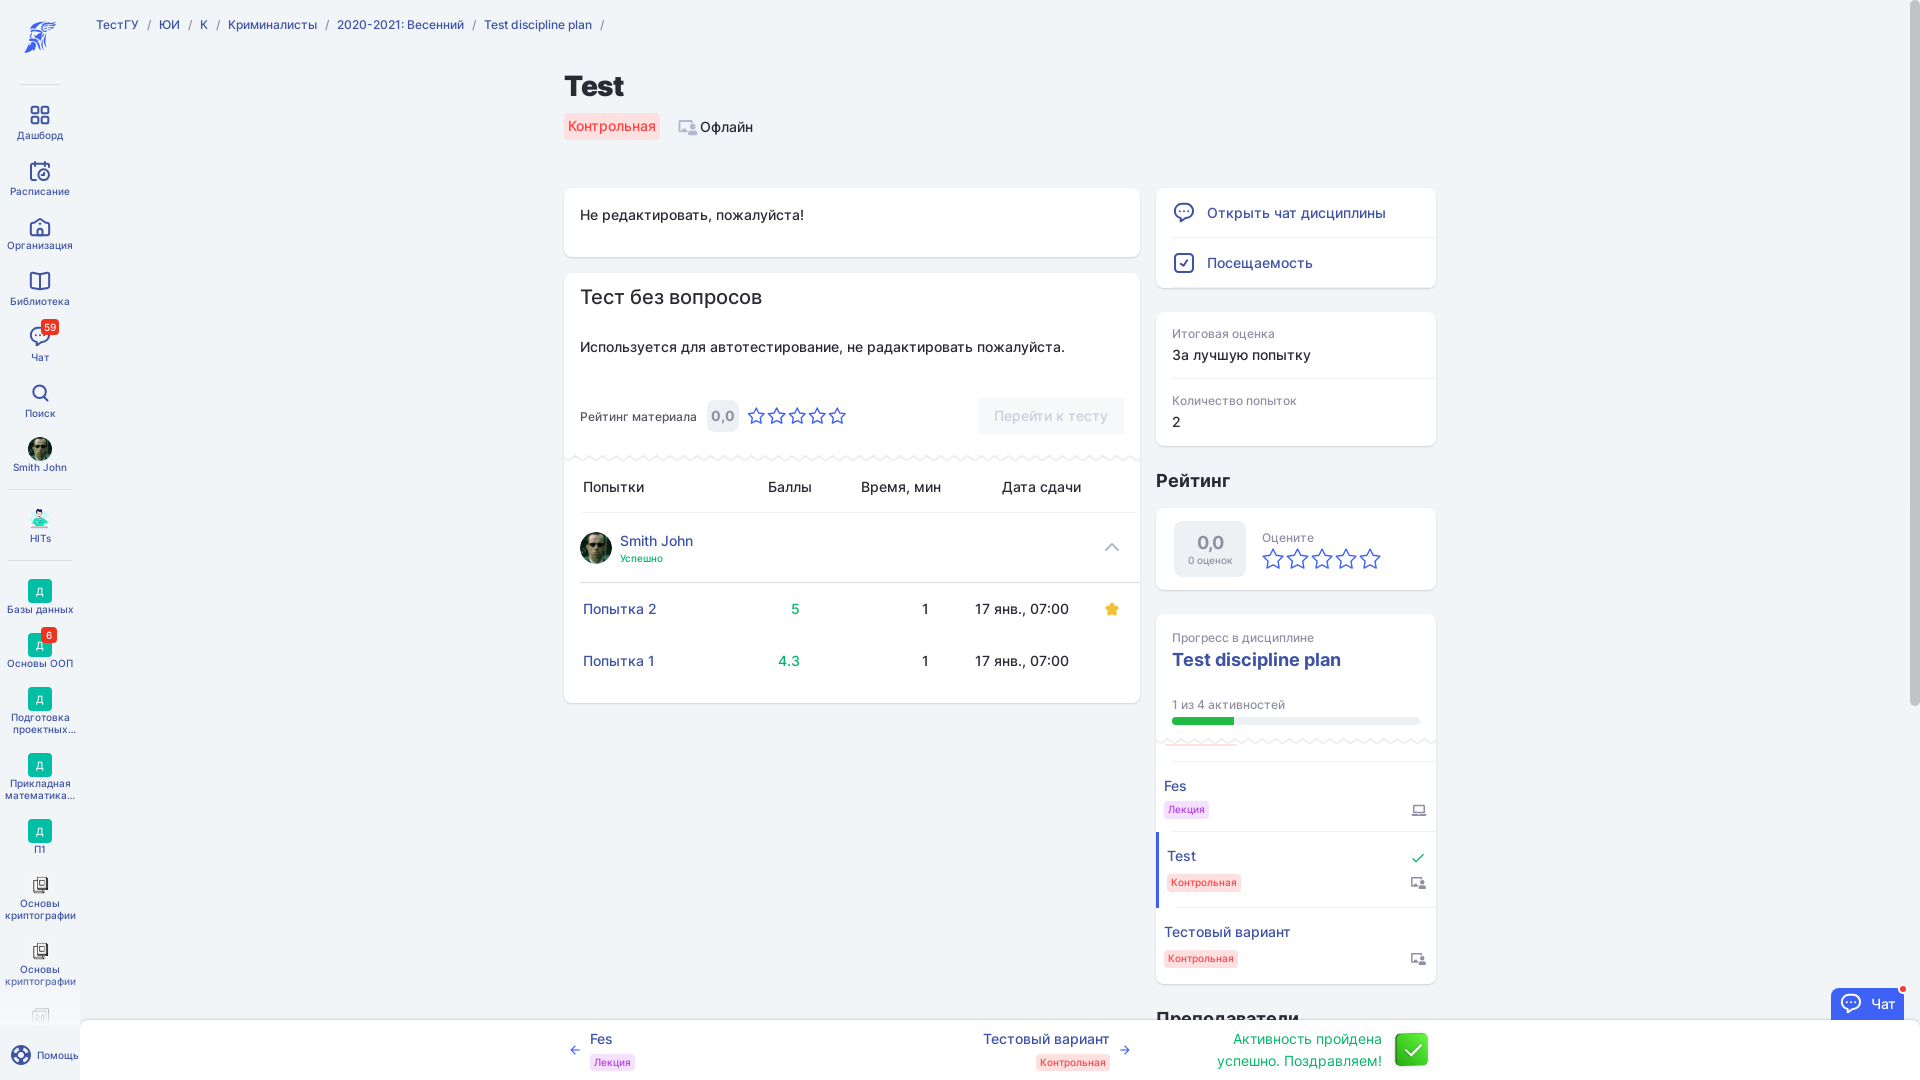 ТестГУ / ЮИ / К / Криминалисты / 2020-2021: Весенний / Test discipline plan /
Дашборд
Расписание
Организация
Библиотека
59
Чат
Поиск
Smith John
HITs
Д
Базы данных
6
Д
Основы ООП
Д
Подготовка
проектных...
Д
Прикладная
математика...
Д
П1
Основы
криптографии
Основы
криптографии
Помощь
Test
Контрольная
Офлайн
Не редактировать, пожалуйста!
Тест без вопросов
Используется для автотестирование, не радактировать пожалуйста.
Рейтинг материала 0,0
Перейти к тесту
Попытки Баллы Время, мин Дата сдачи
Smith John
Успешно
Попытка 2 5 1 17 янв., 07:00
Попытка 1 4.3 1 17 янв., 07:00
Открыть чат дисциплины
Посещаемость
Итоговая оценка
За лучшую попытку
Количество попыток
2
Рейтинг
0,0
0 оценок
Оцените
Прогресс в дисциплине
Test discipline plan
1 из 4 активностей
Fes
Лекция
Test
Контрольная
Тестовый вариант
Контрольная
Преподаватели
Чат
Fes
Лекция
Тестовый вариант
Контрольная
Активность пройдена
успешно. Поздравляем!